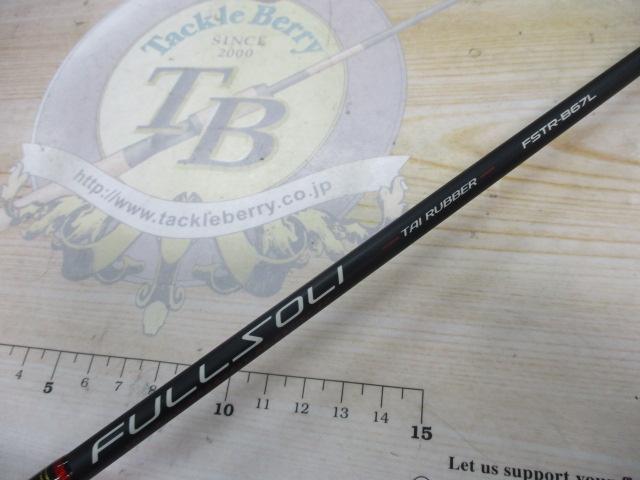 Tackle Berry
SINCE
2000
TB
http://www.tackleberry.co.jp
FSTR-B67L
TAI RUBBER
FULLSOLI
4 5 6 7 8 10 11 12 13 14 15
Let us support your